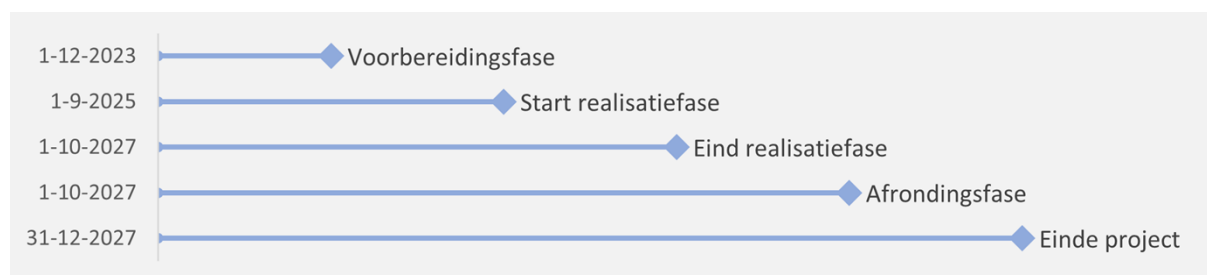 1-12-2023 Voorbereidingsfase
1-9-2025 Start realisatiefase
1-10-2027 Eind realisatiefase
1-10-2027 Afrondingsfase
31-12-2027 Einde project